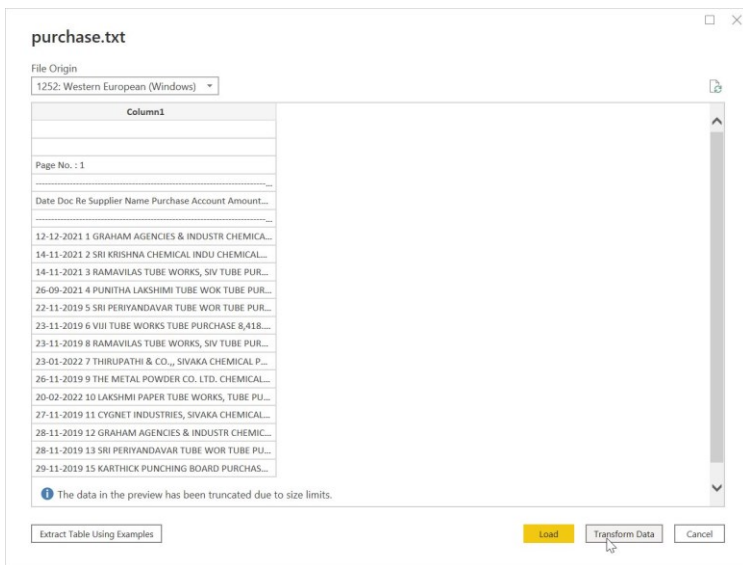 purchase.txt
File Origin
1252: Western European (Windows)
Column1
Page No. : 1
--------------------------------------------------------------------------...
Date Doc Re Supplier Name Purchase Account Amount...
--------------------------------------------------------------------------...
12-12-2021 1 GRAHAM AGENCIES & INDUSTR CHEMICA...
14-11-2021 2 SRI KRISHNA CHEMICAL INDU CHEMICAL...
14-11-2021 3 RAMAVILAS TUBE WORKS, SIV TUBE PUR...
26-09-2021 4 PUNITHA LAKSHIMI TUBE WOK TUBE PUR...
22-11-2019 5 SRI PERIYANDAVAR TUBE WOR TUBE PUR...
23-11-2019 6 VIJI TUBE WORKS TUBE PURCHASE 8,418....
23-11-2019 8 RAMAVILAS TUBE WORKS, SIV TUBE PUR...
23-01-2022 7 THIRUPATHI & CO.,, SIVAKA CHEMICAL P...
26-11-2019 9 THE METAL POWDER CO. LTD. CHEMICAL...
20-02-2022 10 LAKSHMI PAPER TUBE WORKS, TUBE PU...
27-11-2019 11 CYGNET INDUSTRIES, SIVAKA CHEMICAL...
28-11-2019 12 GRAHAM AGENCIES & INDUSTR CHEMIC...
28-11-2019 13 SRI PERIYANDAVAR TUBE WOR TUBE PU...
29-11-2019 15 KARTHICK PUNCHING BOARD PURCHAS...
The data in the preview has been truncated due to size limits.
Extract Table Using Examples
Load
Transform Data
Cancel